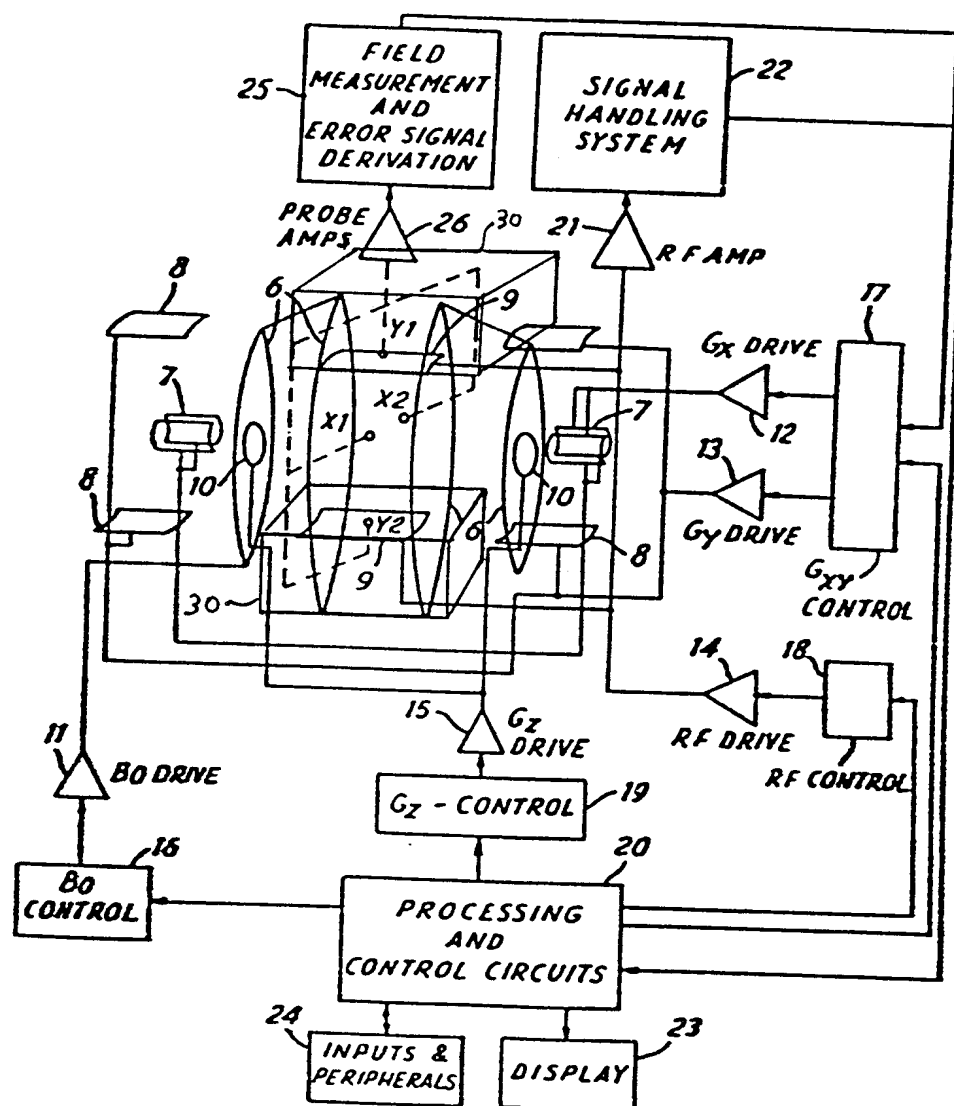 FIELD
MEASUREMENT
AND
ERROR SIGNAL
DERIVATION
25
SIGNAL
HANDLING
SYSTEM
22
PROBE
AMPS
26
30
21
RF AMP
8
6
9
17
Y1
GX DRIVE
7
X1
X2
7
12
10
10
13
8
Y2
6
8
GY DRIVE
9
GXY
CONTROL
30
14
18
15
GZ
DRIVE
RF DRIVE
RF CONTROL
11
B0 DRIVE
GZ - CONTROL
19
16
20
B0
CONTROL
PROCESSING
AND
CONTROL CIRCUITS
24
INPUTS &
PERIPHERALS
23
DISPLAY